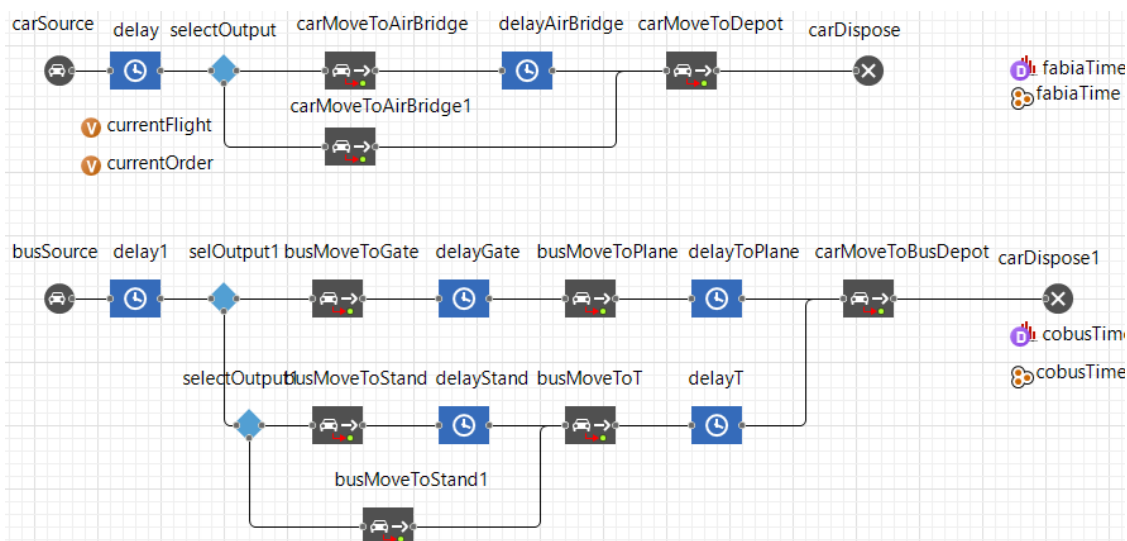 carSource delay selectOutput carMoveToAirBridge delayAirBridge carMoveToDepot carDispose
carMoveToAirBridge1
fabiaTime
fabiaTime
currentFlight
currentOrder
busSource delay1 selOutput1 busMoveToGate delayGate busMoveToPlane delayToPlane carMoveToBusDepot carDispose1
cobusTime
cobusTime
selectOutput1 busMoveToStand delayStand busMoveToT delayT
busMoveToStand1